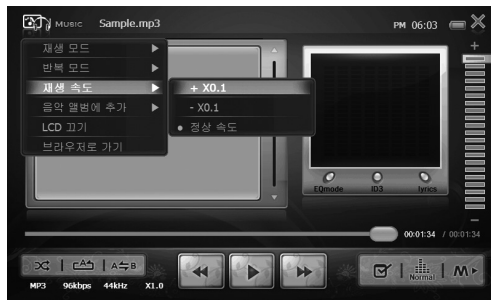 MUSIC Sample.mp3 PM 06:03
재생 모드
반복 모드
재생 속도
+ X0.1
음악 앨범에 추가
- X0.1
LCD 끄기
• 정상 속도
브라우저로 가기
EQmode ID3 lyrics
00:01:34 / 00:01:34
A B
Normal
M
MP3 96kbps 44kHz X1.0